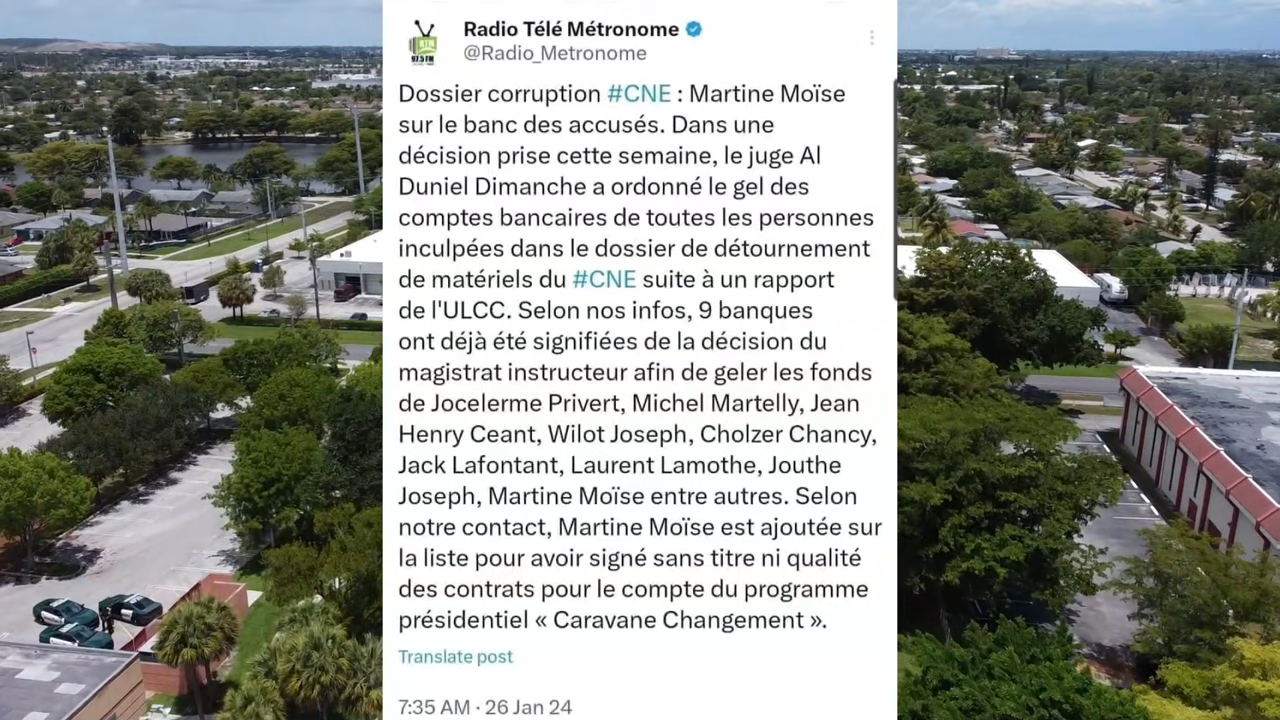 Radio Télé Métronome
@Radio_Metronome
RTM
97.5 FM
Dossier corruption #CNE : Martine Moïse
sur le banc des accusés. Dans une
décision prise cette semaine, le juge Al
Duniel Dimanche a ordonné le gel des
comptes bancaires de toutes les personnes
inculpées dans le dossier de détournement
de matériels du #CNE suite à un rapport
de l'ULCC. Selon nos infos, 9 banques
ont déjà été signifiées de la décision du
magistrat instructeur afin de geler les fonds
de Jocelerme Privert, Michel Martelly, Jean
Henry Ceant, Wilot Joseph, Cholzer Chancy,
Jack Lafontant, Laurent Lamothe, Jouthe
Joseph, Martine Moïse entre autres. Selon
notre contact, Martine Moïse est ajoutée sur
la liste pour avoir signé sans titre ni qualité
des contrats pour le compte du programme
présidentiel « Caravane Changement ».
Translate post
7:35 AM · 26 Jan 24